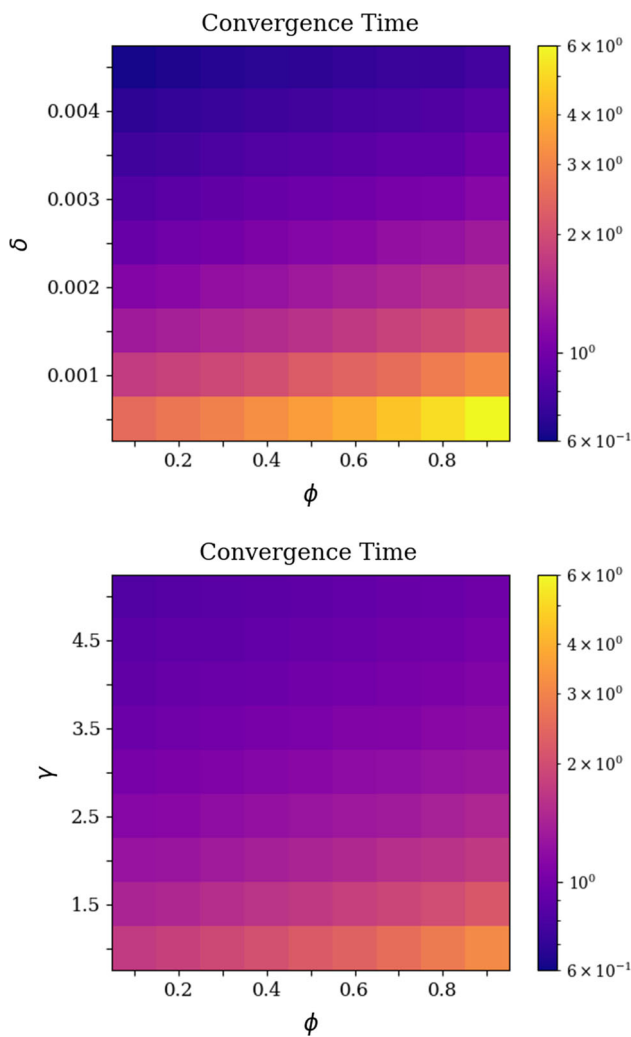 Convergence Time
δ
0.004
0.003
0.002
0.001
0.2 0.4 0.6 0.8
ϕ
6 × 10⁰
4 × 10⁰
3 × 10⁰
2 × 10⁰
10⁰
6 × 10⁻¹
Convergence Time
γ
4.5
3.5
2.5
1.5
0.2 0.4 0.6 0.8
ϕ
6 × 10⁰
4 × 10⁰
3 × 10⁰
2 × 10⁰
10⁰
6 × 10⁻¹